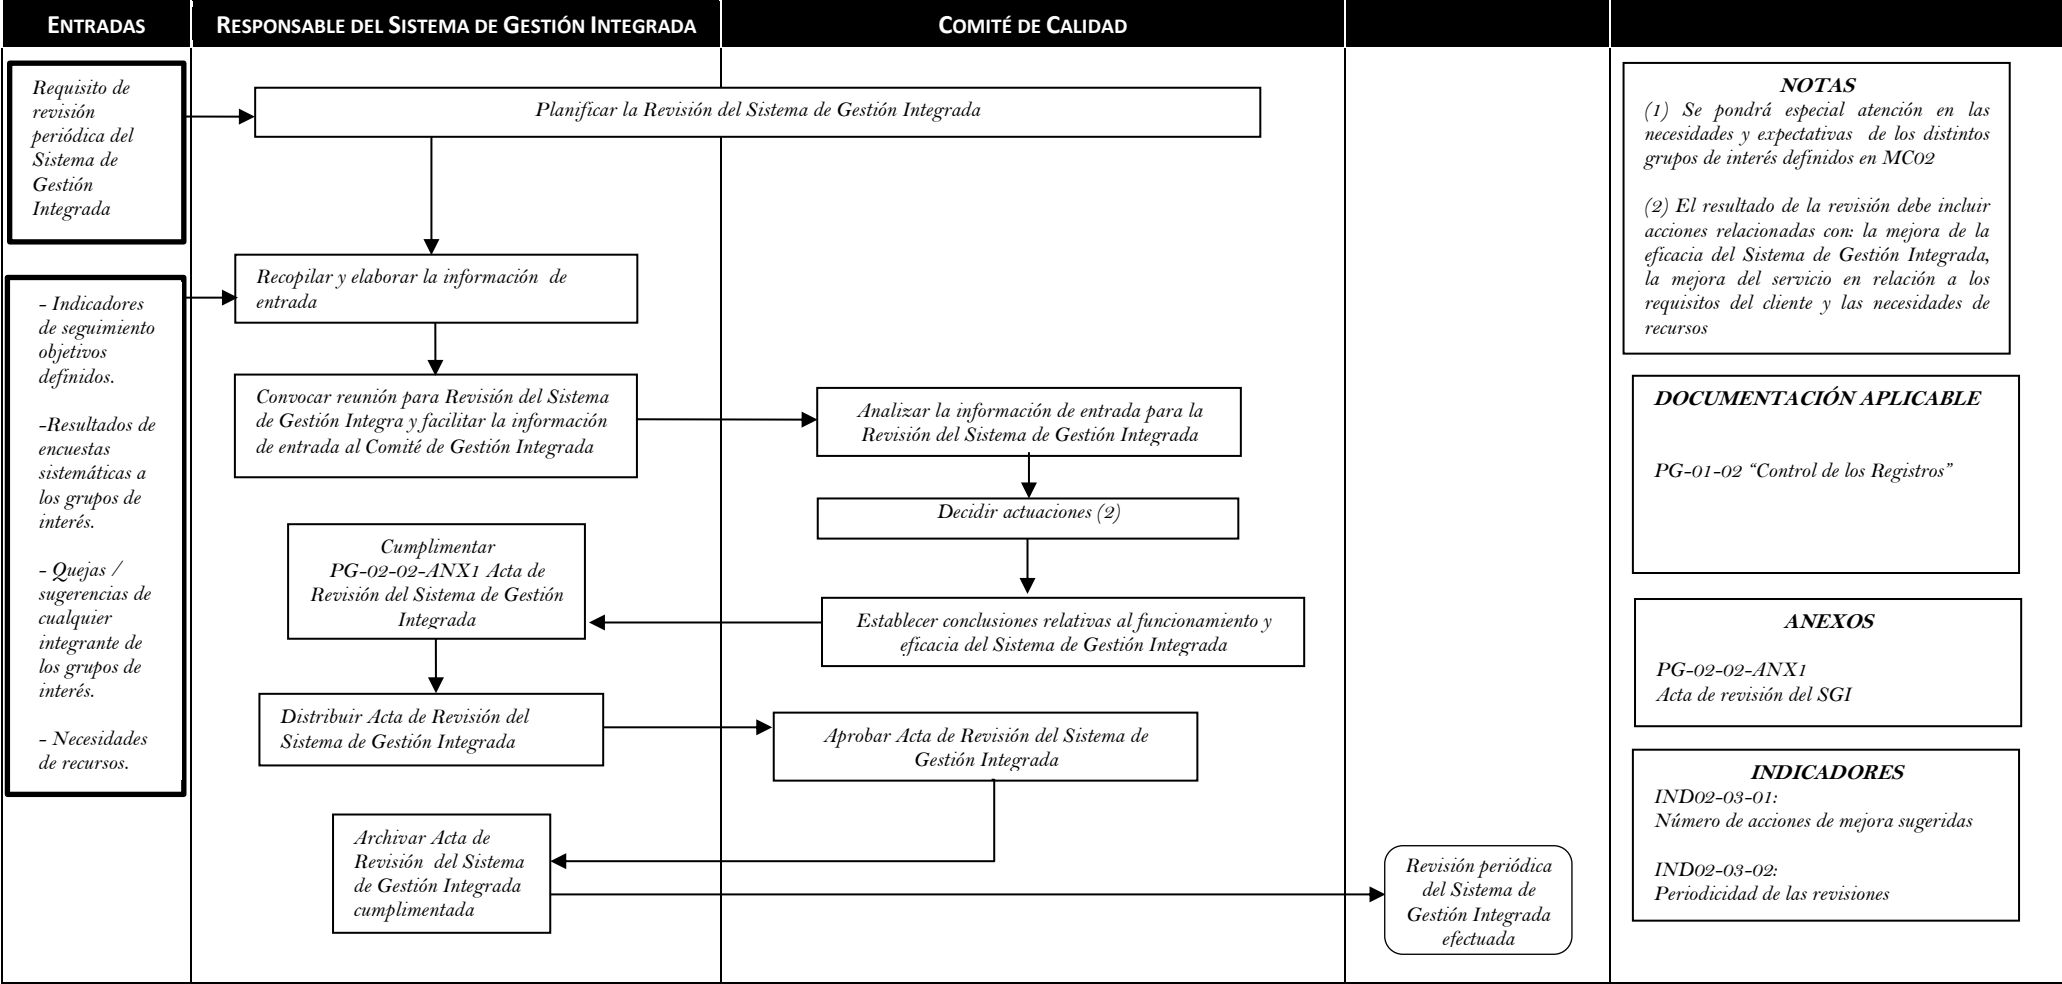 ENTRADAS
RESPONSABLE DEL SISTEMA DE GESTIÓN INTEGRADA
COMITÉ DE CALIDAD
Requisito de
revisión
periódica del
Sistema de
Gestión
Integrada
- Indicadores
de seguimiento
objetivos
definidos.
-Resultados de
encuestas
sistemáticas a
los grupos de
interés.
- Quejas /
sugerencias de
cualquier
integrante de
los grupos de
interés.
- Necesidades
de recursos.
Planificar la Revisión del Sistema de Gestión Integrada
Recopilar y elaborar la información de
entrada
Convocar reunión para Revisión del Sistema
de Gestión Integra y facilitar la información
de entrada al Comité de Gestión Integrada
Analizar la información de entrada para la
Revisión del Sistema de Gestión Integrada
Decidir actuaciones (2)
Establecer conclusiones relativas al funcionamiento y
eficacia del Sistema de Gestión Integrada
Cumplimentar
PG-02-02-ANX1 Acta de
Revisión del Sistema de Gestión
Integrada
Distribuir Acta de Revisión del
Sistema de Gestión Integrada
Aprobar Acta de Revisión del Sistema de
Gestión Integrada
Archivar Acta de
Revisión del Sistema
de Gestión Integrada
cumplimentada
Revisión periódica
del Sistema de
Gestión Integrada
efectuada
NOTAS
(1) Se pondrá especial atención en las
necesidades y expectativas de los distintos
grupos de interés definidos en MC02
(2) El resultado de la revisión debe incluir
acciones relacionadas con: la mejora de la
eficacia del Sistema de Gestión Integrada,
la mejora del servicio en relación a los
requisitos del cliente y las necesidades de
recursos
DOCUMENTACIÓN APLICABLE
PG-01-02 “Control de los Registros”
ANEXOS
PG-02-02-ANX1
Acta de revisión del SGI
INDICADORES
IND02-03-01:
Número de acciones de mejora sugeridas
IND02-03-02:
Periodicidad de las revisiones